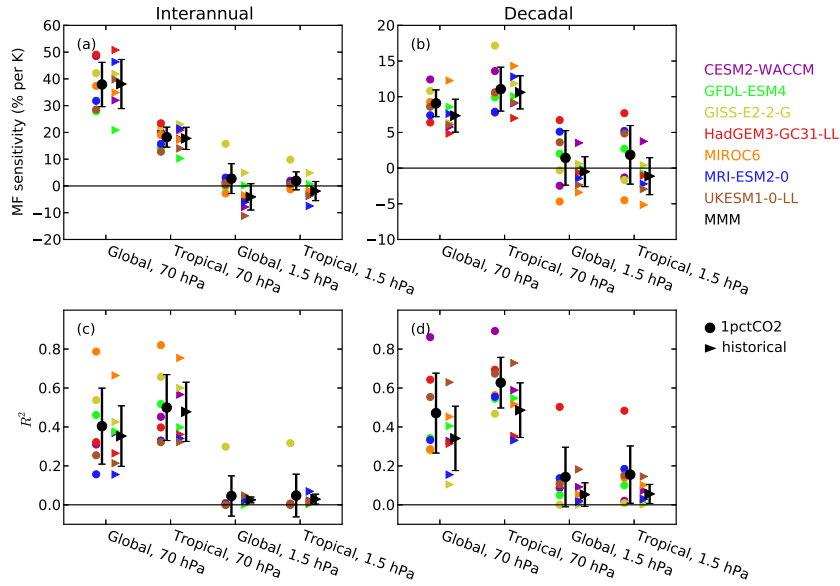 Interannual
Decadal
(a)
(b)
MF sensitivity (% per K)
60
50
40
30
20
10
0
−10
−20
20
15
10
5
0
−5
−10
Global, 70 hPa
Tropical, 70 hPa
Global, 1.5 hPa
Tropical, 1.5 hPa
Global, 70 hPa
Tropical, 70 hPa
Global, 1.5 hPa
Tropical, 1.5 hPa
CESM2-WACCM
GFDL-ESM4
GISS-E2-2-G
HadGEM3-GC31-LL
MIROC6
MRI-ESM2-0
UKESM1-0-LL
MMM
(c)
(d)
R²
0.8
0.6
0.4
0.2
0.0
0.8
0.6
0.4
0.2
0.0
Global, 70 hPa
Tropical, 70 hPa
Global, 1.5 hPa
Tropical, 1.5 hPa
Global, 70 hPa
Tropical, 70 hPa
Global, 1.5 hPa
Tropical, 1.5 hPa
1pctCO2
historical